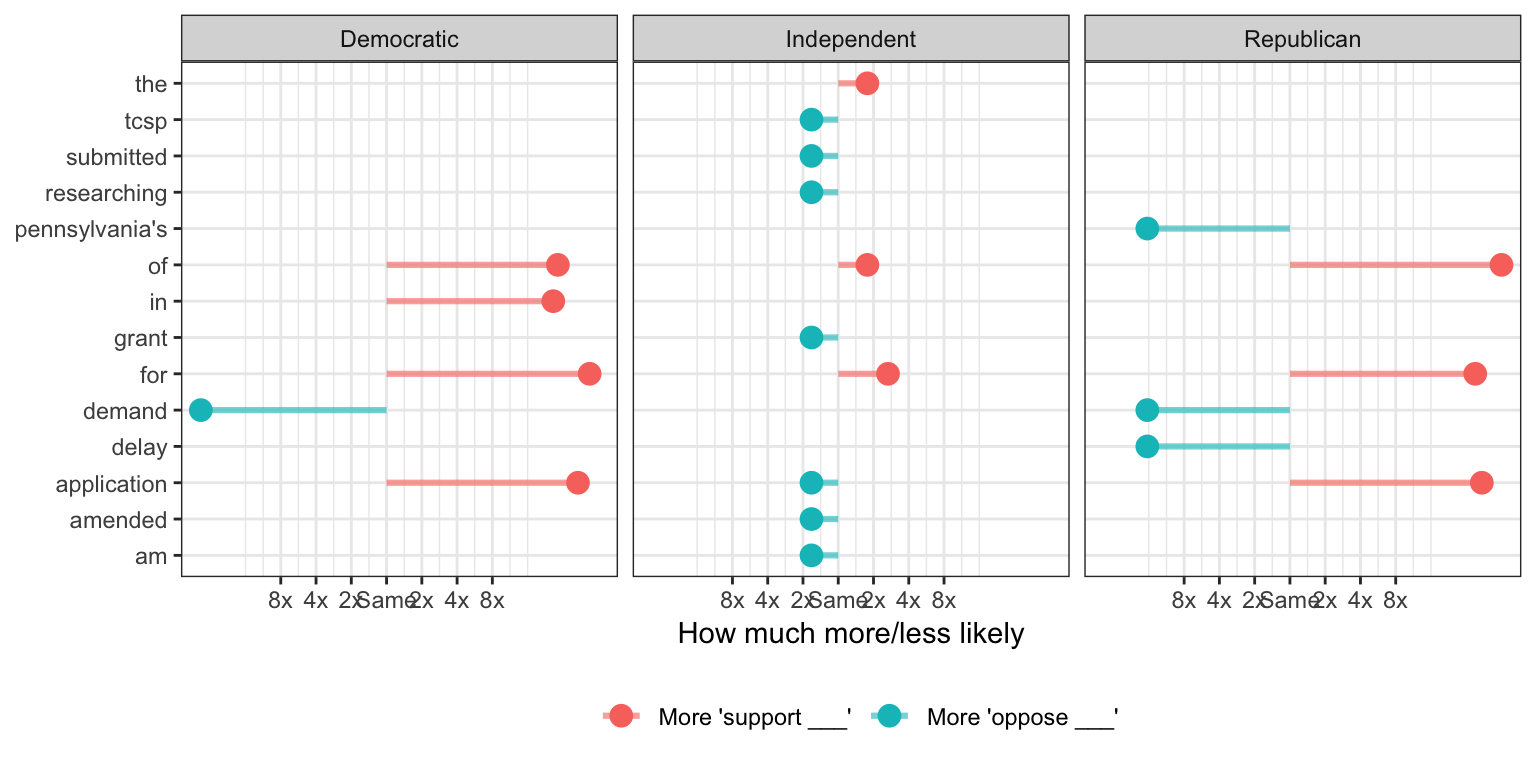 Democratic Independent Republican
the
tcsp
submitted
researching
pennsylvania's
of
in
grant
for
demand
delay
application
amended
am
8x 4x 2x Same 2x 4x 8x 8x 4x 2x Same 2x 4x 8x 8x 4x 2x Same 2x 4x 8x
How much more/less likely
More 'support ___' More 'oppose ___'